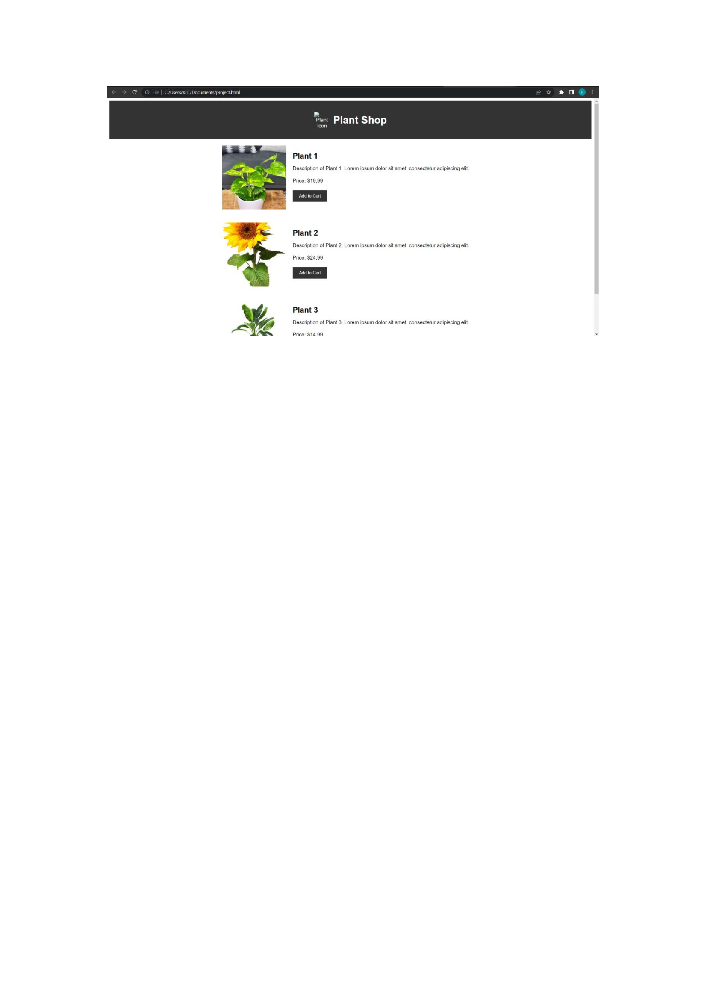 File | C:/Users/KIIT/Documents/project.html
P
Plant
Icon
Plant Shop
Plant 1
Description of Plant 1. Lorem ipsum dolor sit amet, consectetur adipiscing elit.
Price: $19.99
Add to Cart
Plant 2
Description of Plant 2. Lorem ipsum dolor sit amet, consectetur adipiscing elit.
Price: $24.99
Add to Cart
Plant 3
Description of Plant 3. Lorem ipsum dolor sit amet, consectetur adipiscing elit.
Price: $14.99